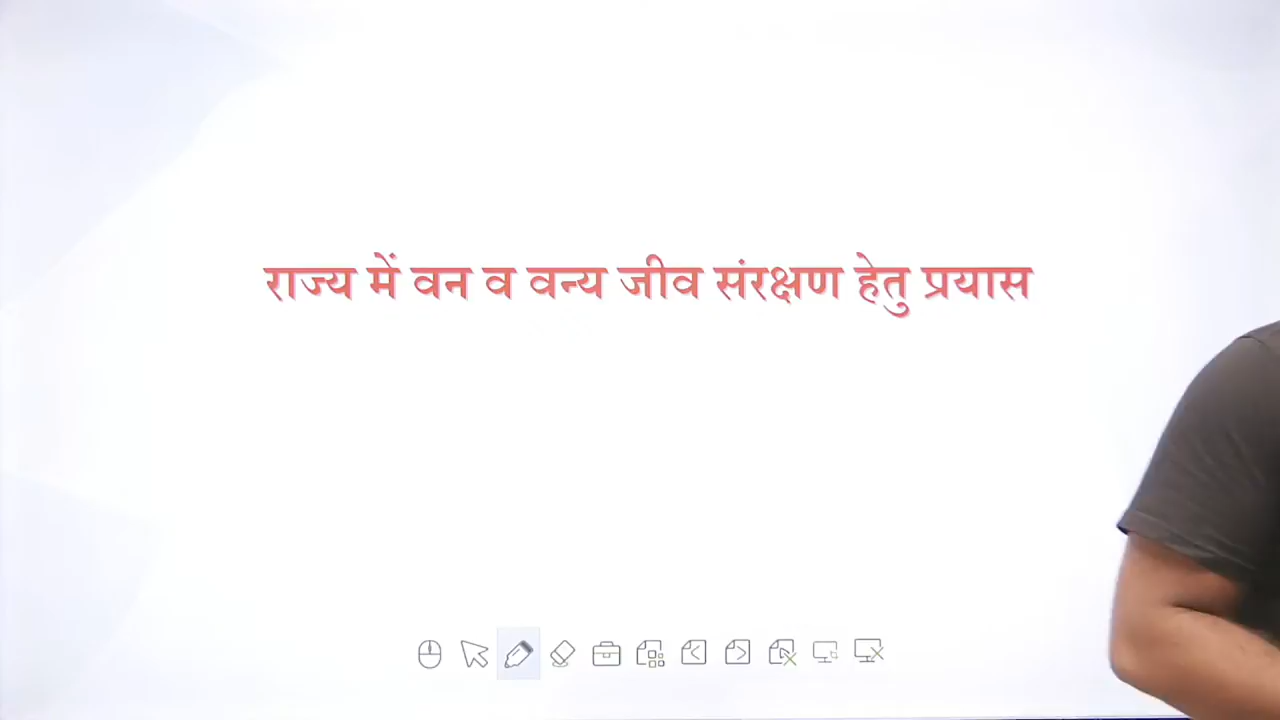 राज्य में वन व वन्य जीव संरक्षण हेतु प्रयास